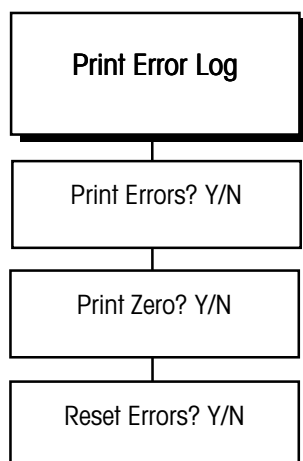 Print Error Log
Print Errors? Y/N
Print Zero? Y/N
Reset Errors? Y/N